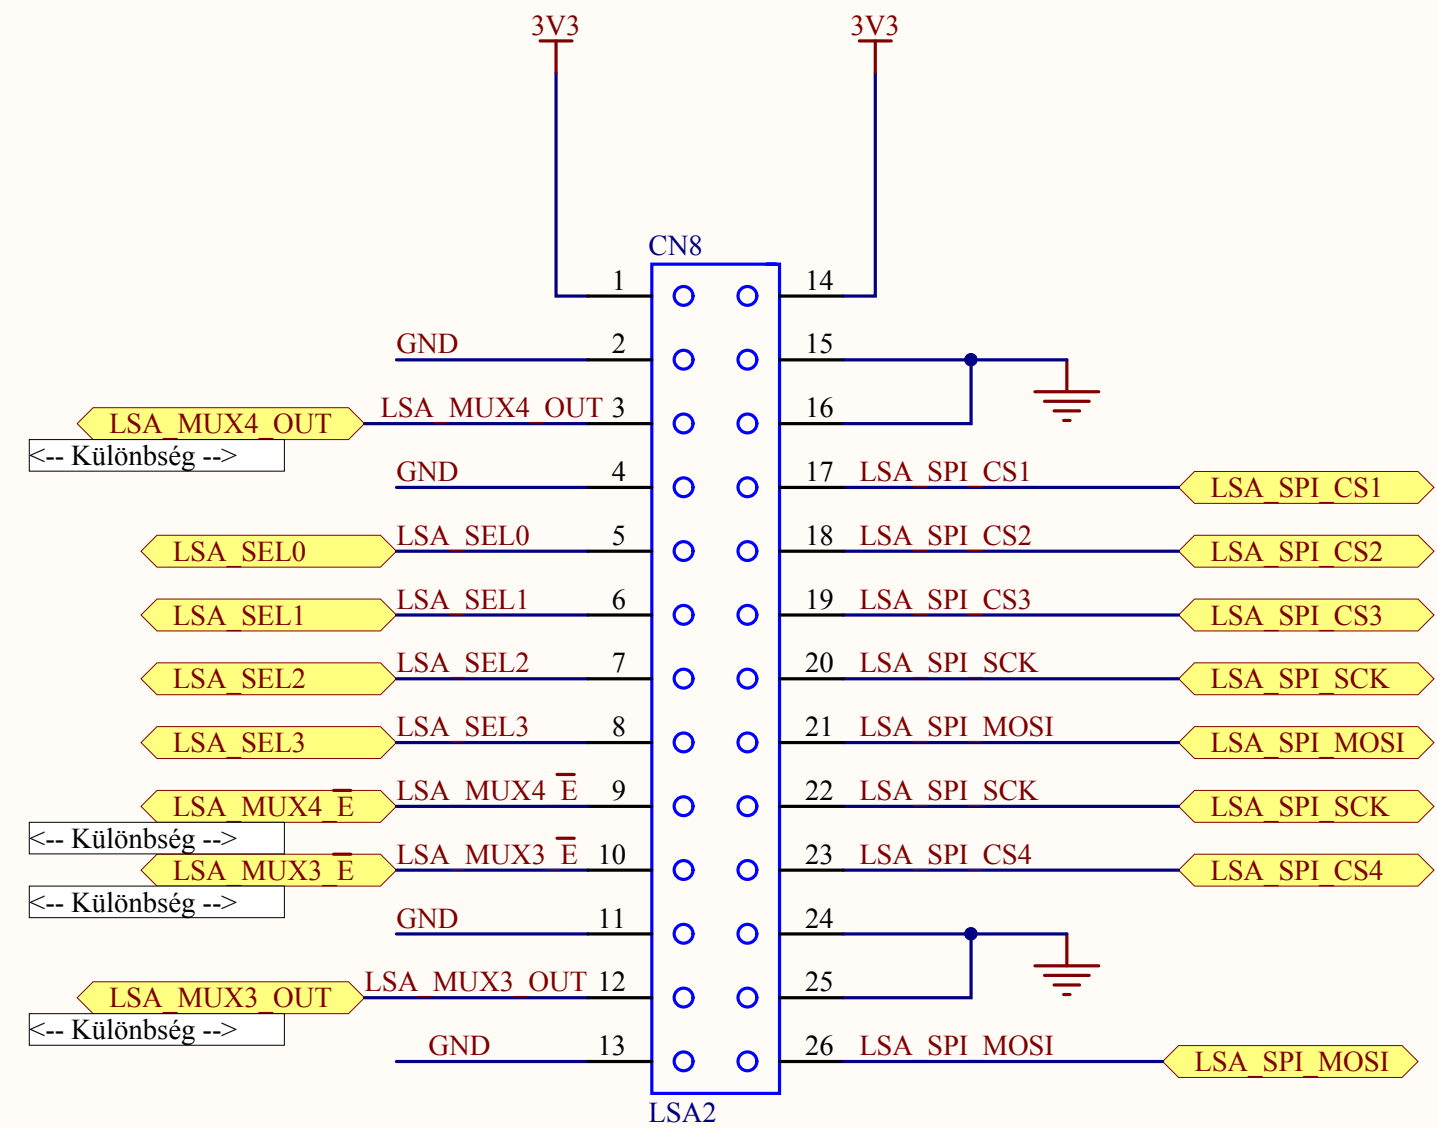 3V3 3V3
CN8
1 14
GND 2 15
LSA_MUX4_OUT LSA_MUX4_OUT 3 16
<-- Különbség -->
GND 4 17 LSA_SPI_CS1 LSA_SPI_CS1
LSA_SEL0 LSA_SEL0 5 18 LSA_SPI_CS2 LSA_SPI_CS2
LSA_SEL1 LSA_SEL1 6 19 LSA_SPI_CS3 LSA_SPI_CS3
LSA_SEL2 LSA_SEL2 7 20 LSA_SPI_SCK LSA_SPI_SCK
LSA_SEL3 LSA_SEL3 8 21 LSA_SPI_MOSI LSA_SPI_MOSI
LSA_MUX4_E̅ LSA_MUX4_E̅ 9 22 LSA_SPI_SCK LSA_SPI_SCK
<-- Különbség -->
LSA_MUX3_E̅ LSA_MUX3_E̅ 10 23 LSA_SPI_CS4 LSA_SPI_CS4
<-- Különbség -->
GND 11 24
LSA_MUX3_OUT LSA_MUX3_OUT 12 25
<-- Különbség -->
GND 13 26 LSA_SPI_MOSI LSA_SPI_MOSI
LSA2